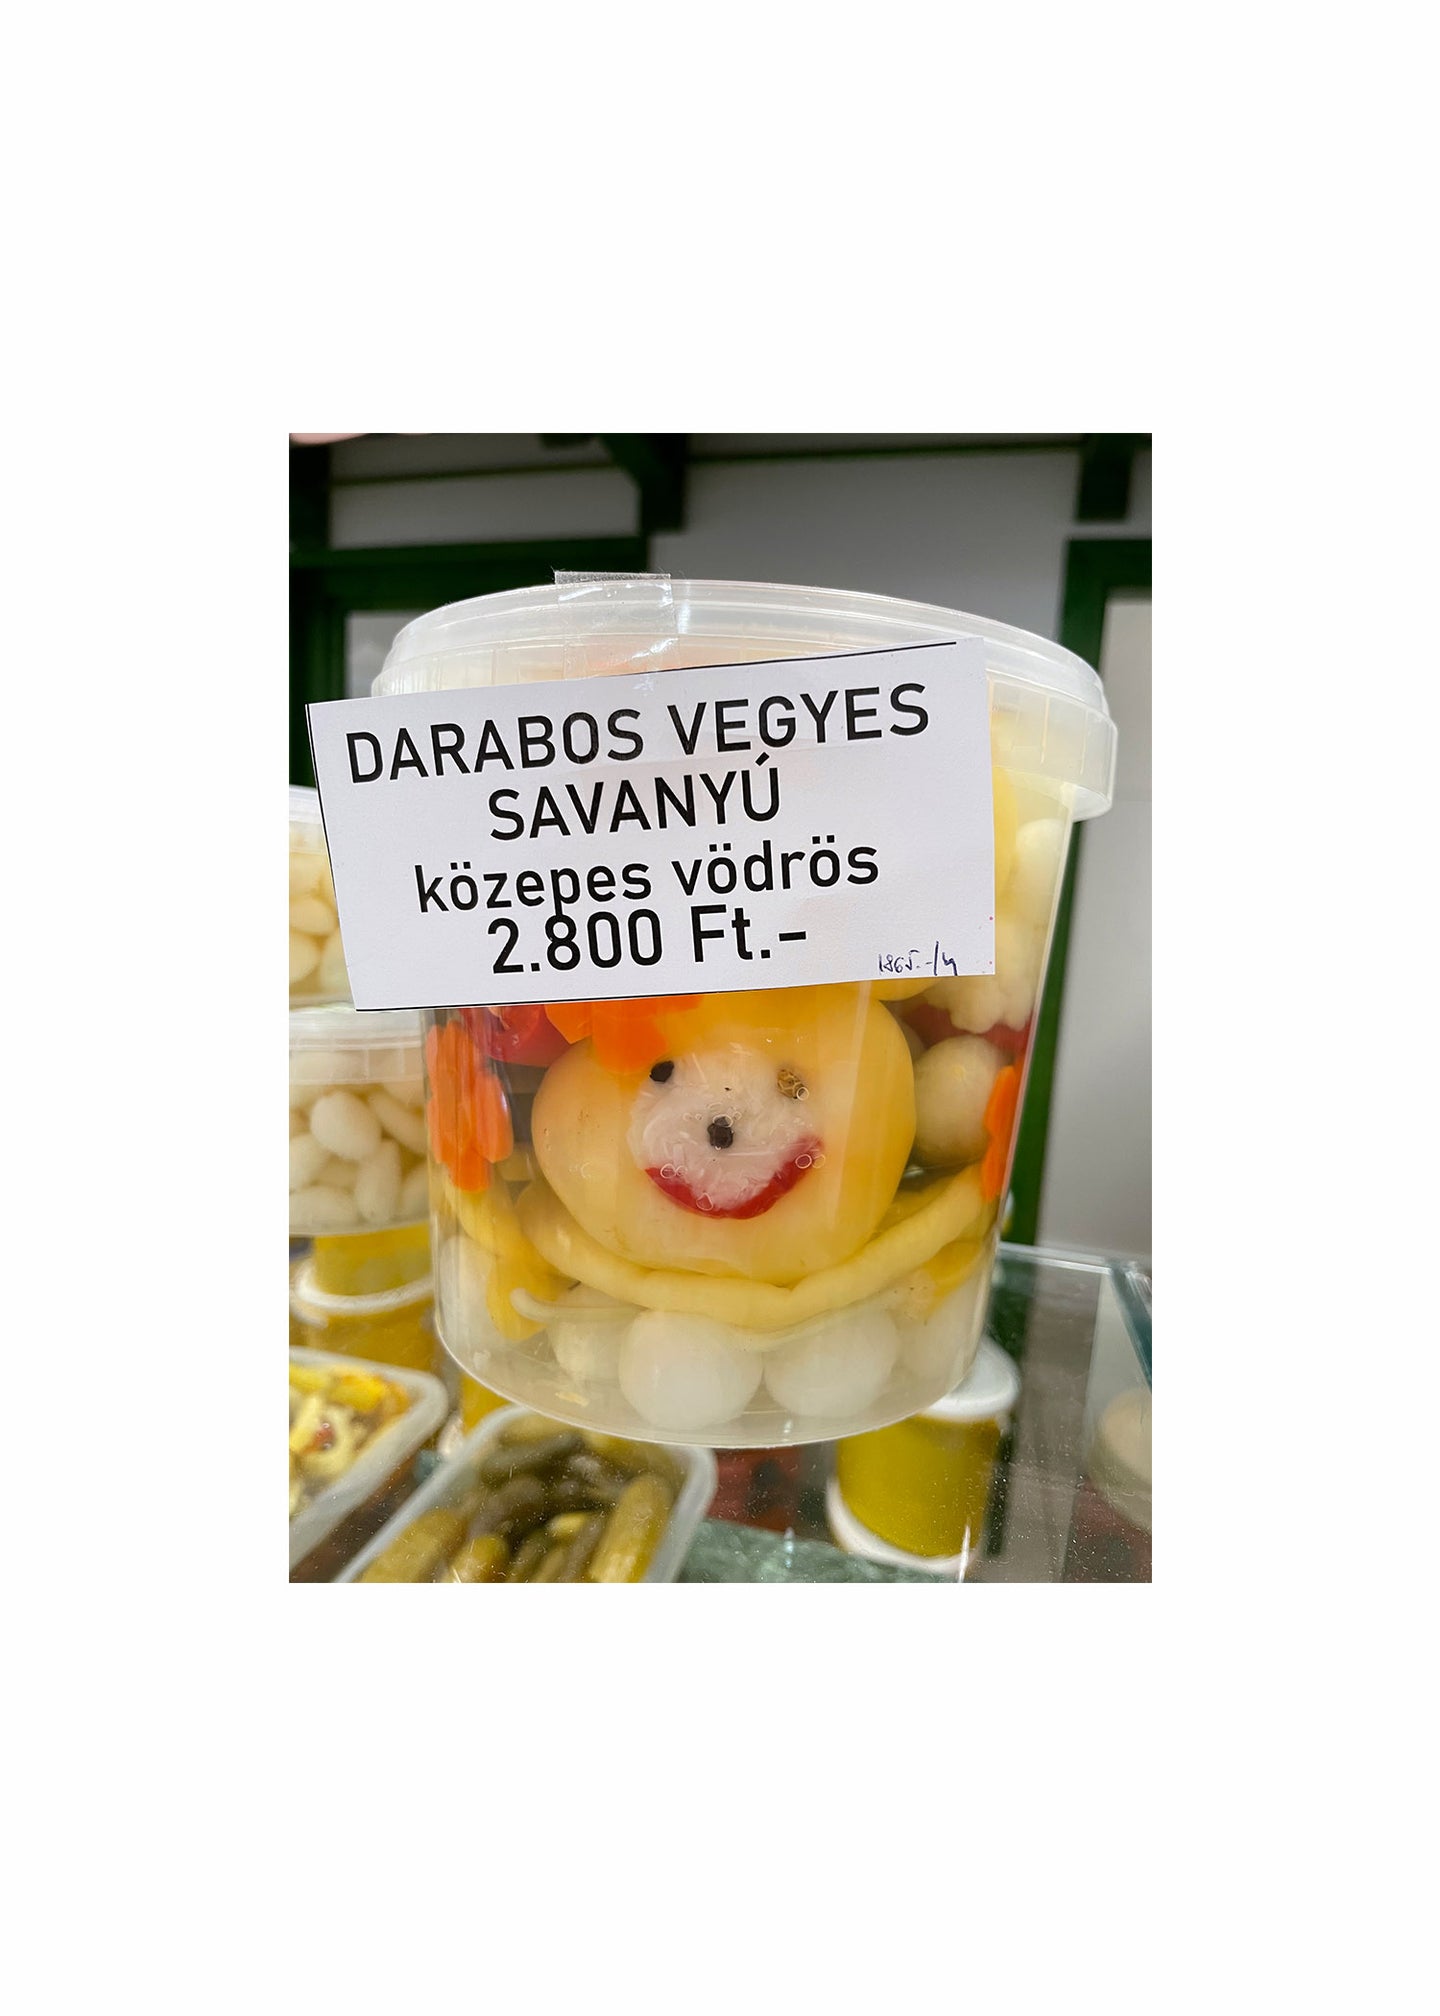 DARABOS VEGYES
SAVANYÚ
közepes vödrös
2.800 Ft.-